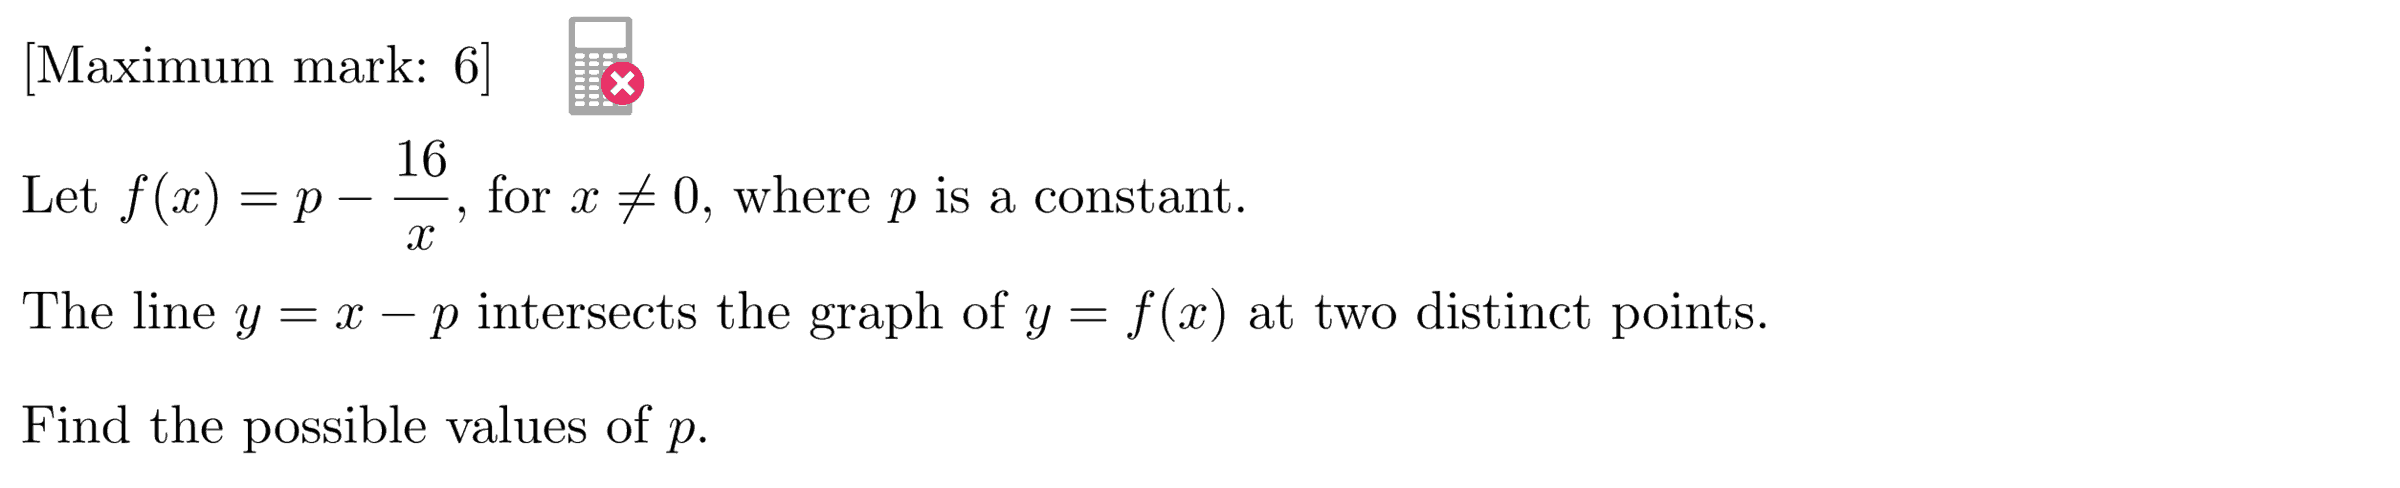 [Maximum mark: 6]
Let f(x) = p − 16/x, for x ≠ 0, where p is a constant.
The line y = x − p intersects the graph of y = f(x) at two distinct points.
Find the possible values of p.